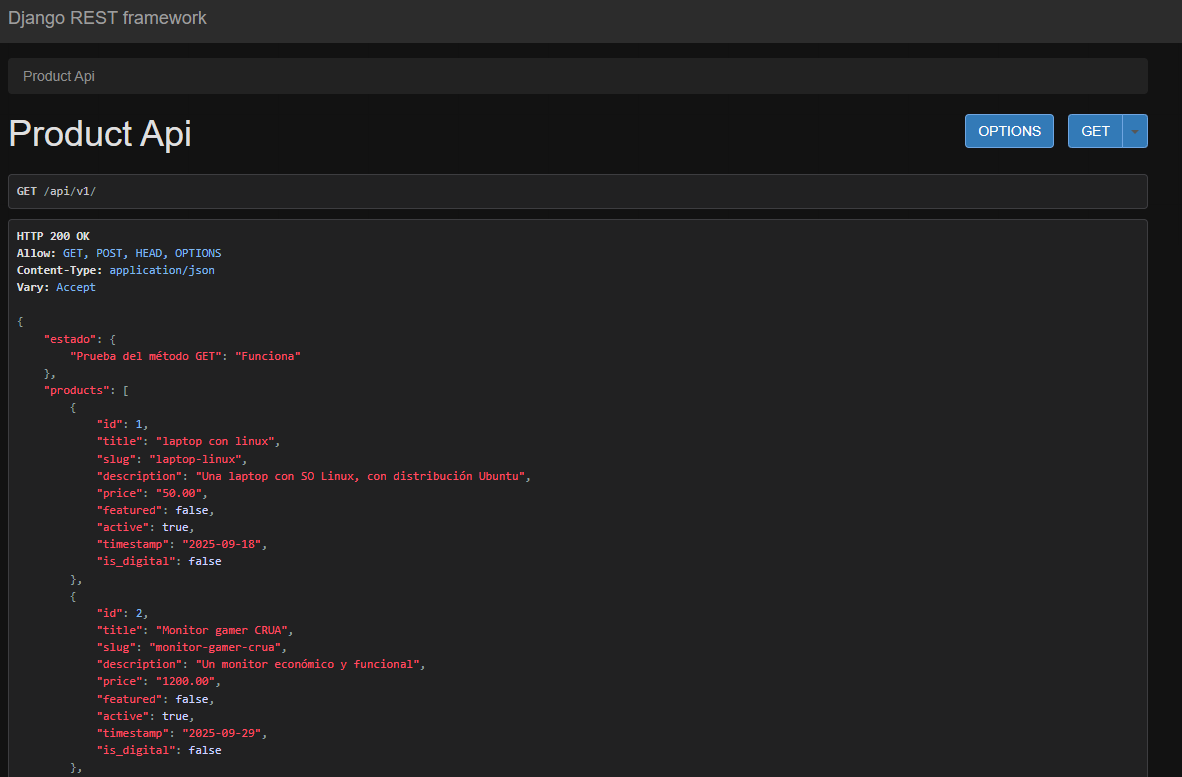 Django REST framework
Product Api
Product Api
OPTIONS
GET
GET /api/v1/
HTTP 200 OK
Allow: GET, POST, HEAD, OPTIONS
Content-Type: application/json
Vary: Accept
{
    "estado": {
        "Prueba del método GET": "Funciona"
    },
    "products": [
        {
            "id": 1,
            "title": "laptop con linux",
            "slug": "laptop-linux",
            "description": "Una laptop con SO Linux, con distribución Ubuntu",
            "price": "50.00",
            "featured": false,
            "active": true,
            "timestamp": "2025-09-18",
            "is_digital": false
        },
        {
            "id": 2,
            "title": "Monitor gamer CRUA",
            "slug": "monitor-gamer-crua",
            "description": "Un monitor económico y funcional",
            "price": "1200.00",
            "featured": false,
            "active": true,
            "timestamp": "2025-09-29",
            "is_digital": false
        },